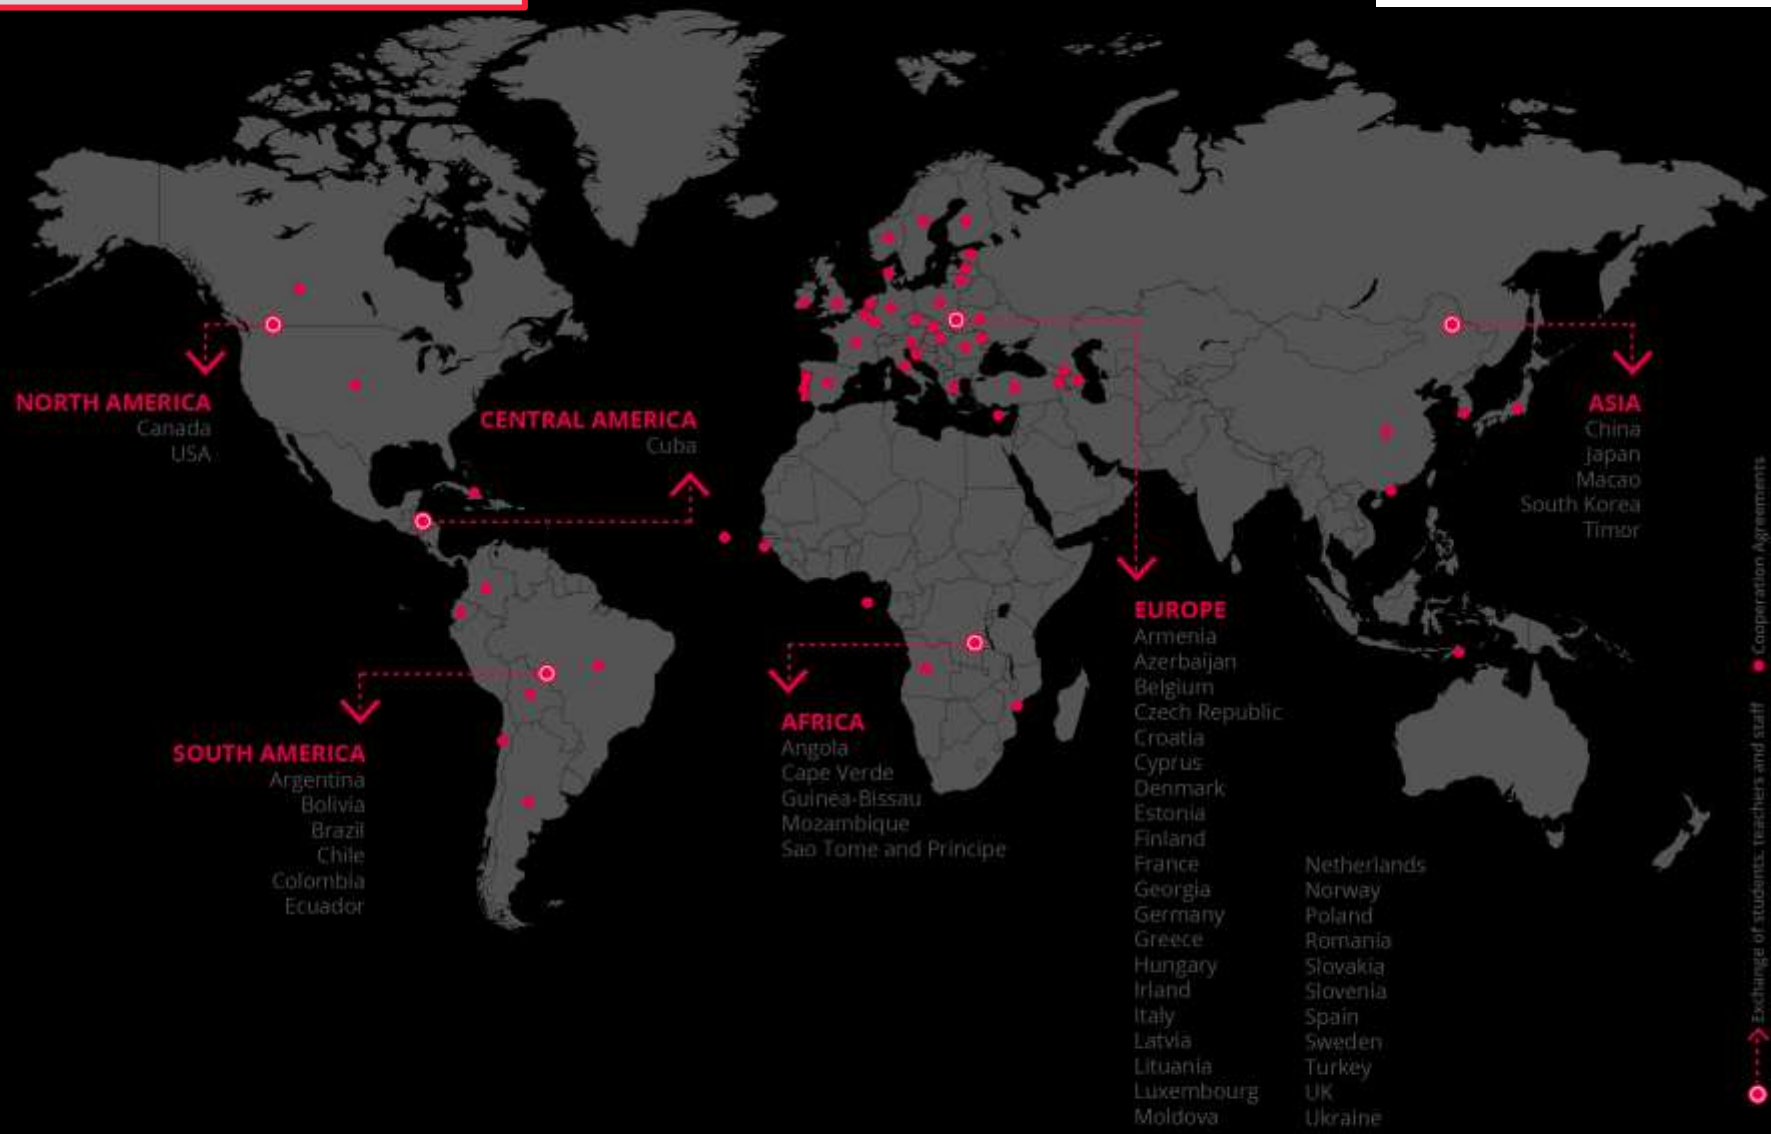 NORTH AMERICA
Canada
USA
CENTRAL AMERICA
Cuba
SOUTH AMERICA
Argentina
Bolivia
Brazil
Chile
Colombia
Ecuador
AFRICA
Angola
Cape Verde
Guinea-Bissau
Mozambique
Sao Tome and Principe
EUROPE
Armenia
Azerbaijan
Belgium
Czech Republic
Croatia
Cyprus
Denmark
Estonia
Finland
France
Georgia
Germany
Greece
Hungary
Irland
Italy
Latvia
Lituania
Luxembourg
Moldova
Netherlands
Norway
Poland
Romania
Slovakia
Slovenia
Spain
Sweden
Turkey
UK
Ukraine
ASIA
China
Japan
Macao
South Korea
Timor
Exchange of students, teachers and staff
Cooperation Agreements